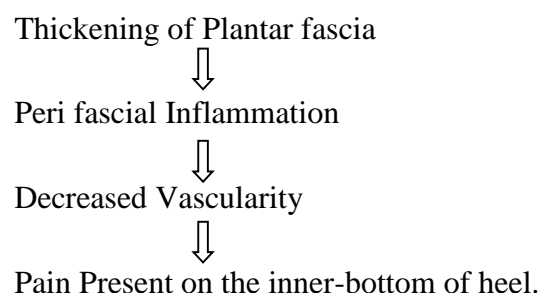 Thickening of Plantar fascia
Peri fascial Inflammation
Decreased Vascularity
Pain Present on the inner-bottom of heel.